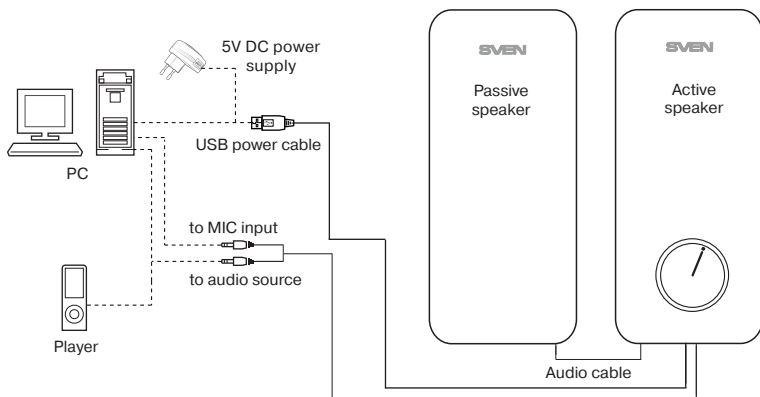 5V DC power
supply
USB power cable
PC
to MIC input
to audio source
Player
SVEN
Passive
speaker
SVEN
Active
speaker
Audio cable